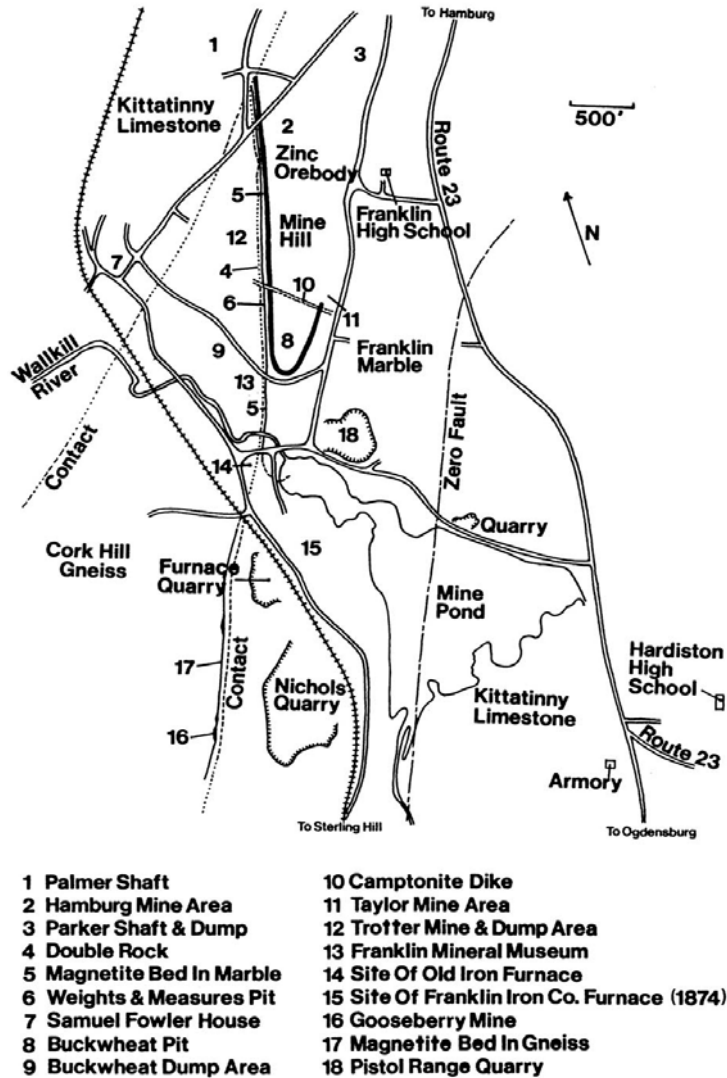 To Hamburg
1
3
Kittatinny
Limestone
500'
2
Zinc
Orebody
Route 23
5
Franklin
High School
N
Mine
Hill
12
7
4
10
6
11
8
9
Franklin
Marble
Wallkill
River
13
5
18
Zero Fault
Contact
14
Quarry
Cork Hill
Gneiss
15
Furnace
Quarry
Mine
Pond
Hardiston
High
School
17
Contact
Nichols
Quarry
Kittatinny
Limestone
16
Route 23
Armory
To Sterling Hill
To Ogdensburg
1 Palmer Shaft
2 Hamburg Mine Area
3 Parker Shaft & Dump
4 Double Rock
5 Magnetite Bed In Marble
6 Weights & Measures Pit
7 Samuel Fowler House
8 Buckwheat Pit
9 Buckwheat Dump Area
10 Camptonite Dike
11 Taylor Mine Area
12 Trotter Mine & Dump Area
13 Franklin Mineral Museum
14 Site Of Old Iron Furnace
15 Site Of Franklin Iron Co. Furnace (1874)
16 Gooseberry Mine
17 Magnetite Bed In Gneiss
18 Pistol Range Quarry